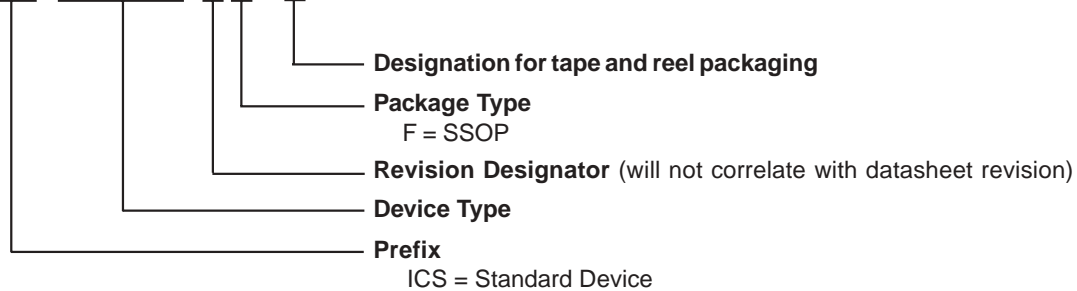 Designation for tape and reel packaging
Package Type
F = SSOP
Revision Designator (will not correlate with datasheet revision)
Device Type
Prefix
ICS = Standard Device